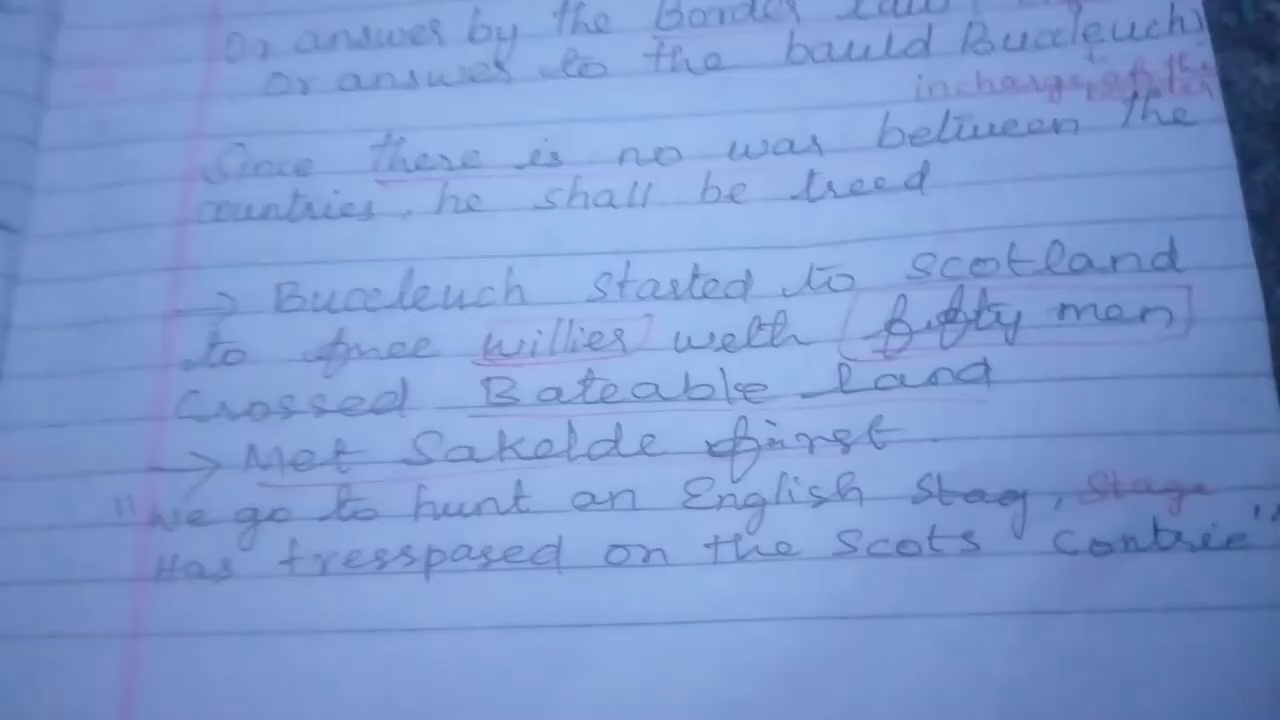 Or answer by the Border Law
or answer to the bauld Buccleuch
incharge of the
Since there is no war between the
countries, he shall be freed
→ Buccleuch started to Scotland
to free willies with fifty men
Crossed Bateable land
→ Met Sakelde first
"We go to hunt an English stag, stage
Has tresspased on the Scots contrie"